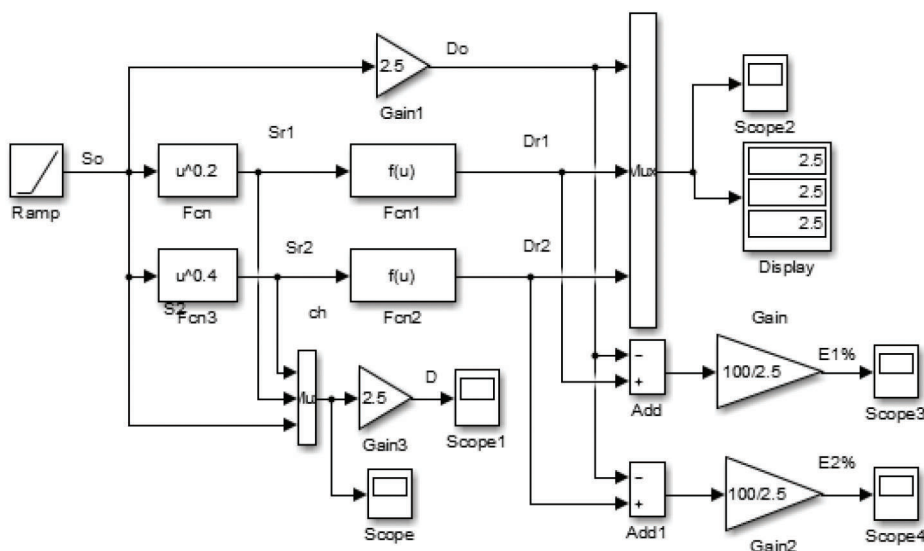 Do
2.5
Gain1
Scope2
So
Ramp
Sr1
u^0.2
Fcn
f(u)
Fcn1
Dr1
Mux
2.5
2.5
2.5
Display
Sr2
u^0.4
S2
Fcn3
f(u)
Fcn2
Dr2
ch
2.5
Gain3
D
Scope1
Scope
Add
Gain
100/2.5
E1%
Scope3
Add1
100/2.5
Gain2
E2%
Scope4